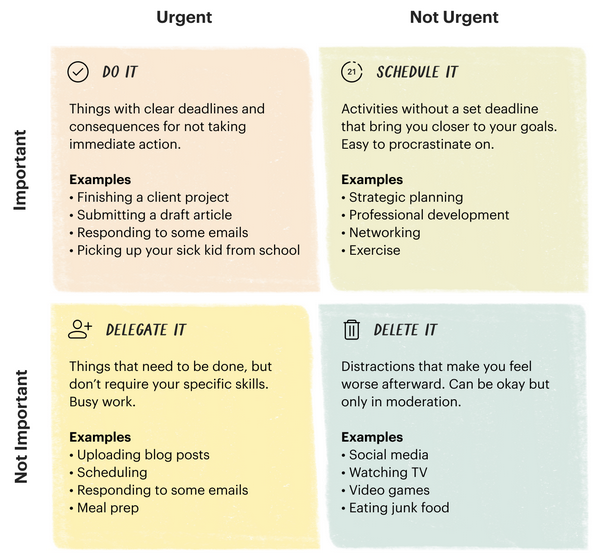 Urgent
Not Urgent
Important
DO IT
Things with clear deadlines and
consequences for not taking
immediate action.
Examples
• Finishing a client project
• Submitting a draft article
• Responding to some emails
• Picking up your sick kid from school
21
SCHEDULE IT
Activities without a set deadline
that bring you closer to your goals.
Easy to procrastinate on.
Examples
• Strategic planning
• Professional development
• Networking
• Exercise
Not Important
DELEGATE IT
Things that need to be done, but
don’t require your specific skills.
Busy work.
Examples
• Uploading blog posts
• Scheduling
• Responding to some emails
• Meal prep
DELETE IT
Distractions that make you feel
worse afterward. Can be okay but
only in moderation.
Examples
• Social media
• Watching TV
• Video games
• Eating junk food